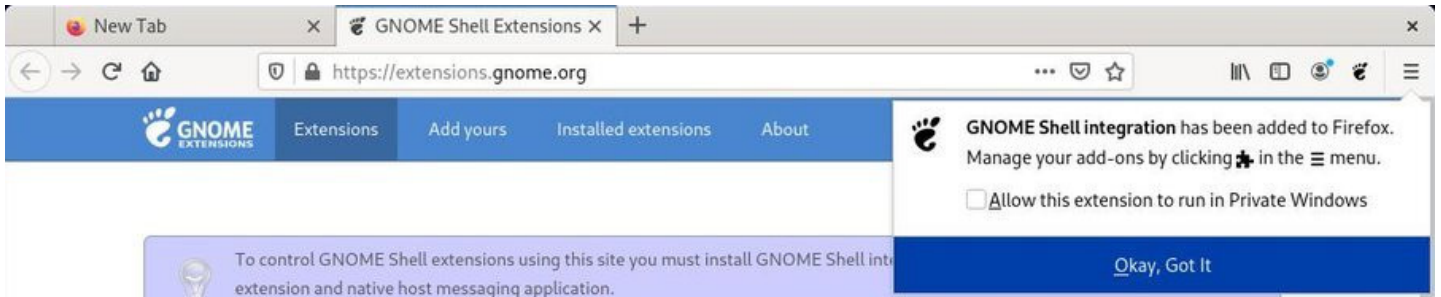 New Tab
GNOME Shell Extensions
https://extensions.gnome.org
GNOME
EXTENSIONS
Extensions
Add yours
Installed extensions
About
GNOME Shell integration has been added to Firefox.
Manage your add-ons by clicking in the menu.
Allow this extension to run in Private Windows
Okay, Got It
To control GNOME Shell extensions using this site you must install GNOME Shell
extension and native host messaging application.